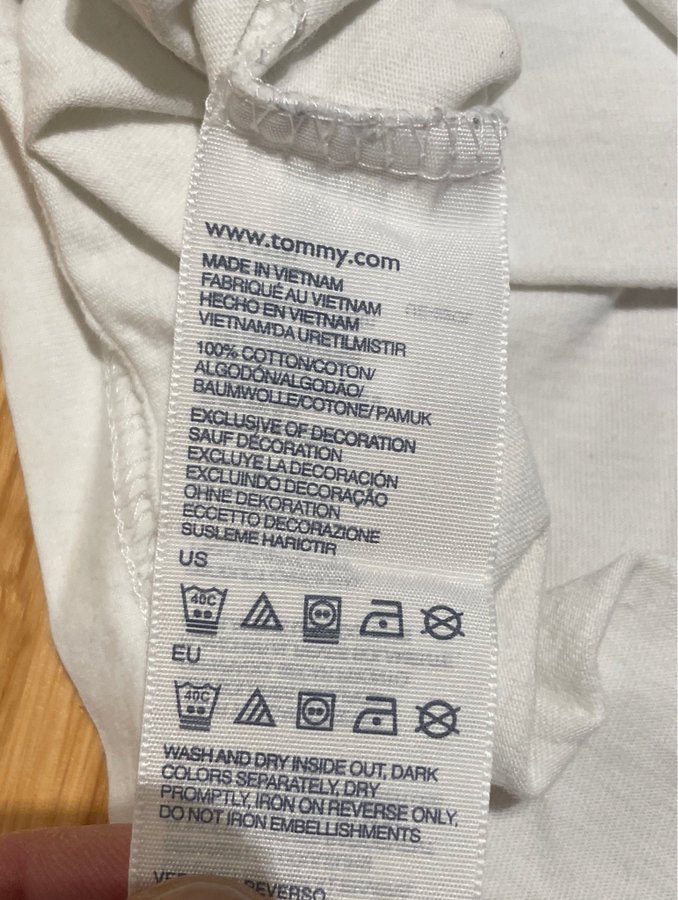 www.tommy.com
MADE IN VIETNAM
FABRIQUÉ AU VIETNAM
HECHO EN VIETNAM
VIETNAM'DA URETILMISTIR
100% COTTON/COTON/
ALGODÓN/ALGODÃO/
BAUMWOLLE/COTONE/PAMUK
EXCLUSIVE OF DECORATION
SAUF DÉCORATION
EXCLUYE LA DECORACIÓN
EXCLUINDO DECORAÇÃO
OHNE DEKORATION
ECCETTO DECORAZIONE
SUSLEME HARICTIR
US
40C
EU
40C
WASH AND DRY INSIDE OUT, DARK
COLORS SEPARATELY, DRY
PROMPTLY, IRON ON REVERSE ONLY,
DO NOT IRON EMBELLISHMENTS
REVERSO